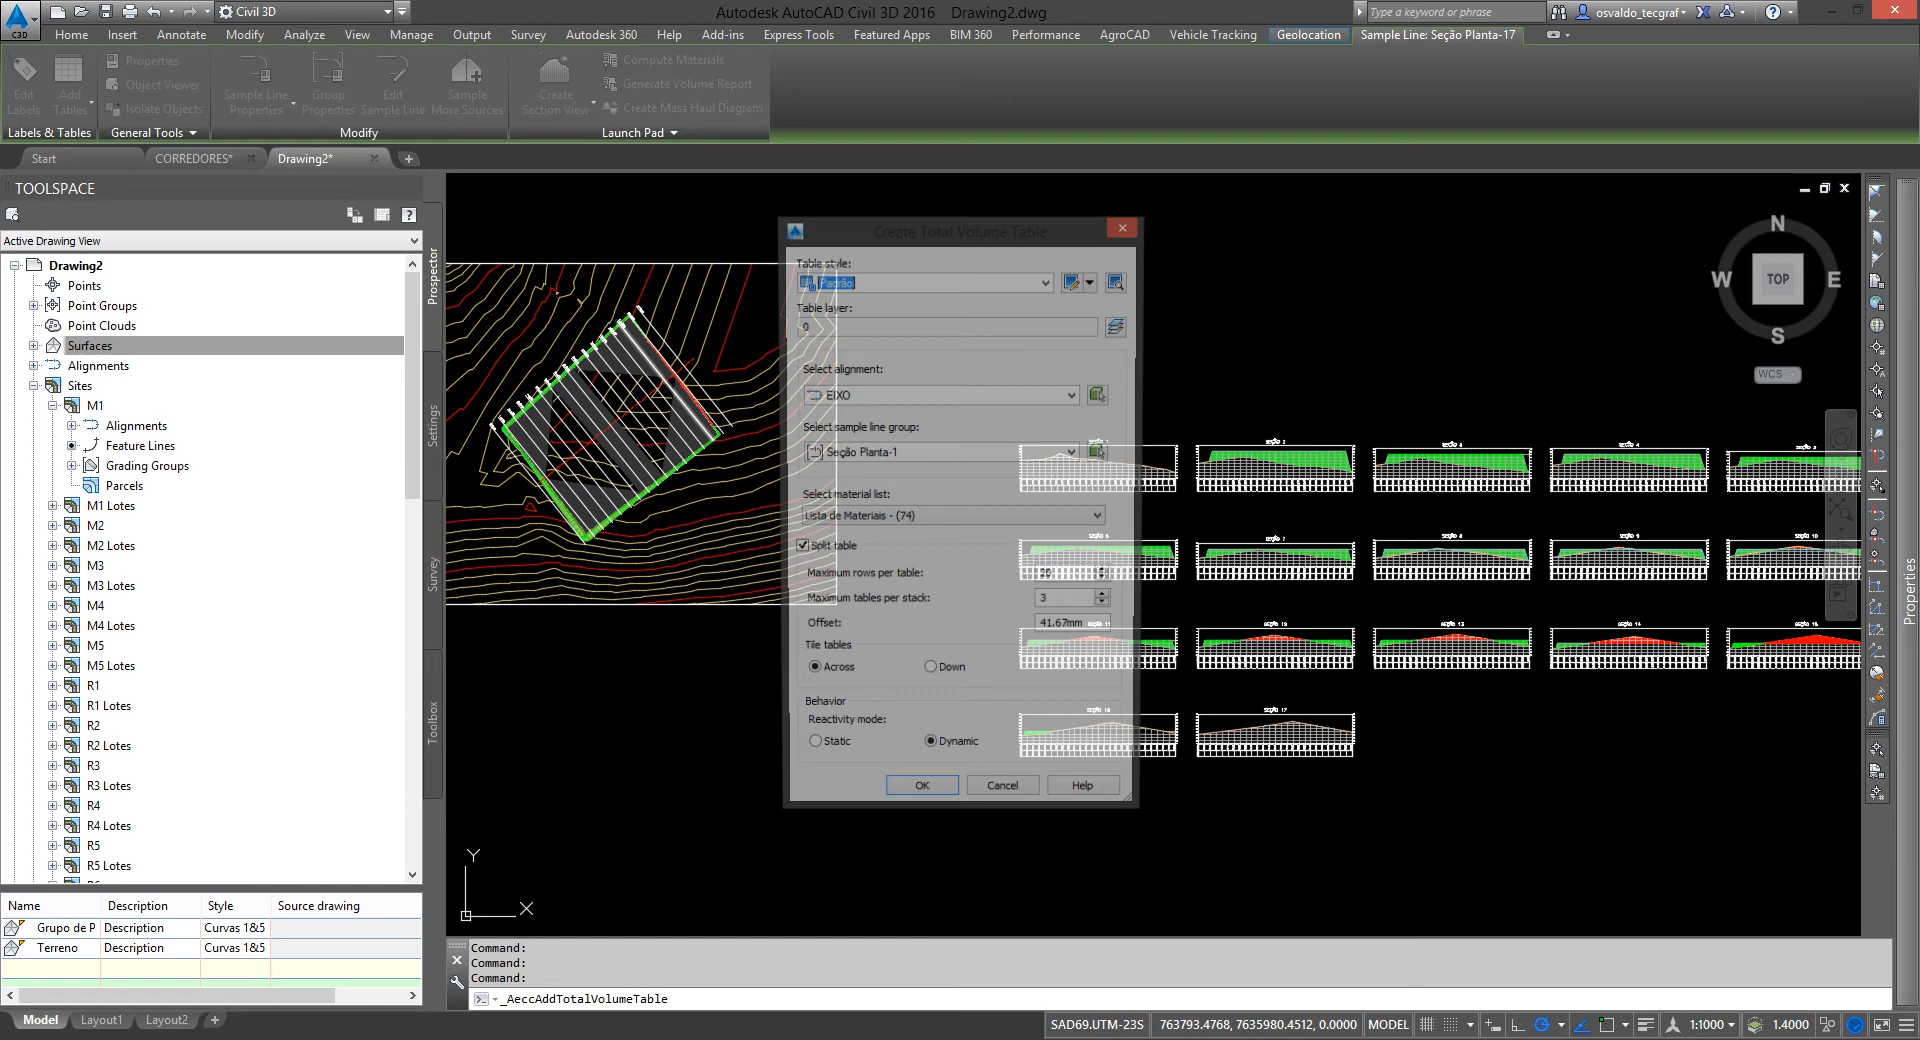 Civil 3D
Autodesk AutoCAD Civil 3D 2016 Drawing2.dwg
Type a keyword or phrase
osvaldo_tecgraf
C3D
Home Insert Annotate Modify Analyze View Manage Output Survey Autodesk 360 Help Add-ins Express Tools Featured Apps BIM 360 Performance AgroCAD Vehicle Tracking Geolocation Sample Line: Seção Planta-17
Edit Labels
Add Tables
Properties
Object Viewer
Isolate Objects
Sample Line Properties
Group Properties
Edit Sample Line
Sample More Sources
Create Section View
Compute Materials
Generate Volume Report
Create Mass Haul Diagram
Labels & Tables General Tools Modify Launch Pad
Start CORREDORES* Drawing2*
TOOLSPACE
Active Drawing View
Drawing2
Points
Point Groups
Point Clouds
Surfaces
Alignments
Sites
M1
Alignments
Feature Lines
Grading Groups
Parcels
M1 Lotes
M2
M2 Lotes
M3
M3 Lotes
M4
M4 Lotes
M5
M5 Lotes
R1
R1 Lotes
R2
R2 Lotes
R3
R3 Lotes
R4
R4 Lotes
R5
R5 Lotes
Prospector
Settings
Survey
Toolbox
Name Description Style Source drawing
Grupo de P Description Curvas 1&5
Terreno Description Curvas 1&5
Create Total Volume Table
Table style:
Padrão
Table layer:
0
Select alignment:
EIXO
Select sample line group:
Seção Planta-1
Select material list:
Lista de Materiais - (74)
Split table
Maximum rows per table: 20
Maximum tables per stack: 3
Offset: 41.67mm
Tile tables
Across Down
Behavior
Reactivity mode:
Static Dynamic
OK Cancel Help
N
W TOP E
S
WCS
Properties
Y
X
Command:
Command:
Command:
_AeccAddTotalVolumeTable
Model Layout1 Layout2 +
SAD69.UTM-23S 763793.4768, 7635980.4512, 0.0000 MODEL 1:1000 1.4000